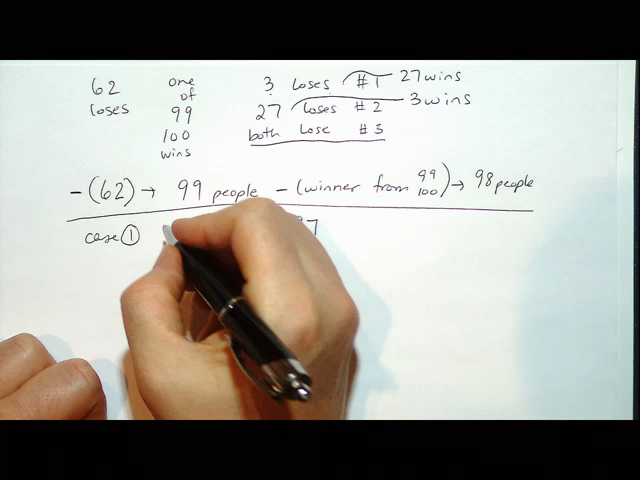 62 one 3 loses #1 27 wins
of
loses 99 27 loses #2 3 wins
100 both lose #3
wins
- (62) → 99 people - (winner from 99 100) → 98 people
case ①